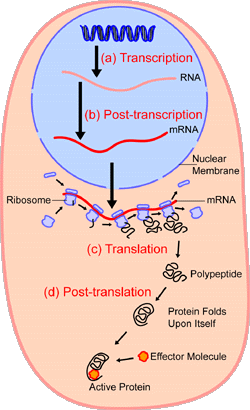 (a) Transcription
RNA
(b) Post-transcription
mRNA
Nuclear
Membrane
Ribosome
mRNA
(c) Translation
Polypeptide
(d) Post-translation
Protein Folds
Upon Itself
Effector Molecule
Active Protein